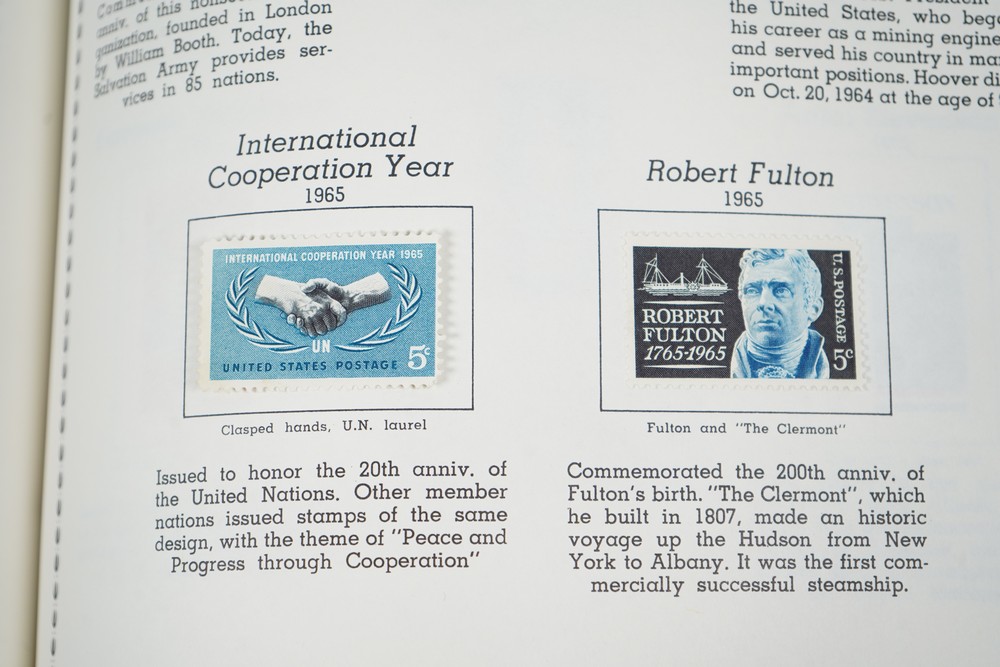 anniv. of this
ganization, founded in London
by William Booth. Today, the
Salvation Army provides ser-
vices in 85 nations.
the United States, who beg
his career as a mining engine
and served his country in ma
important positions. Hoover di
on Oct. 20, 1964 at the age of
International
Cooperation Year
1965
INTERNATIONAL COOPERATION YEAR 1965
UN
UNITED STATES POSTAGE 5c
Clasped hands, U.N. laurel
Issued to honor the 20th anniv. of
the United Nations. Other member
nations issued stamps of the same
design, with the theme of "Peace and
Progress through Cooperation"
Robert Fulton
1965
ROBERT
FULTON
1765-1965
U.S. POSTAGE 5c
Fulton and "The Clermont"
Commemorated the 200th anniv. of
Fulton's birth. "The Clermont", which
he built in 1807, made an historic
voyage up the Hudson from New
York to Albany. It was the first com-
mercially successful steamship.